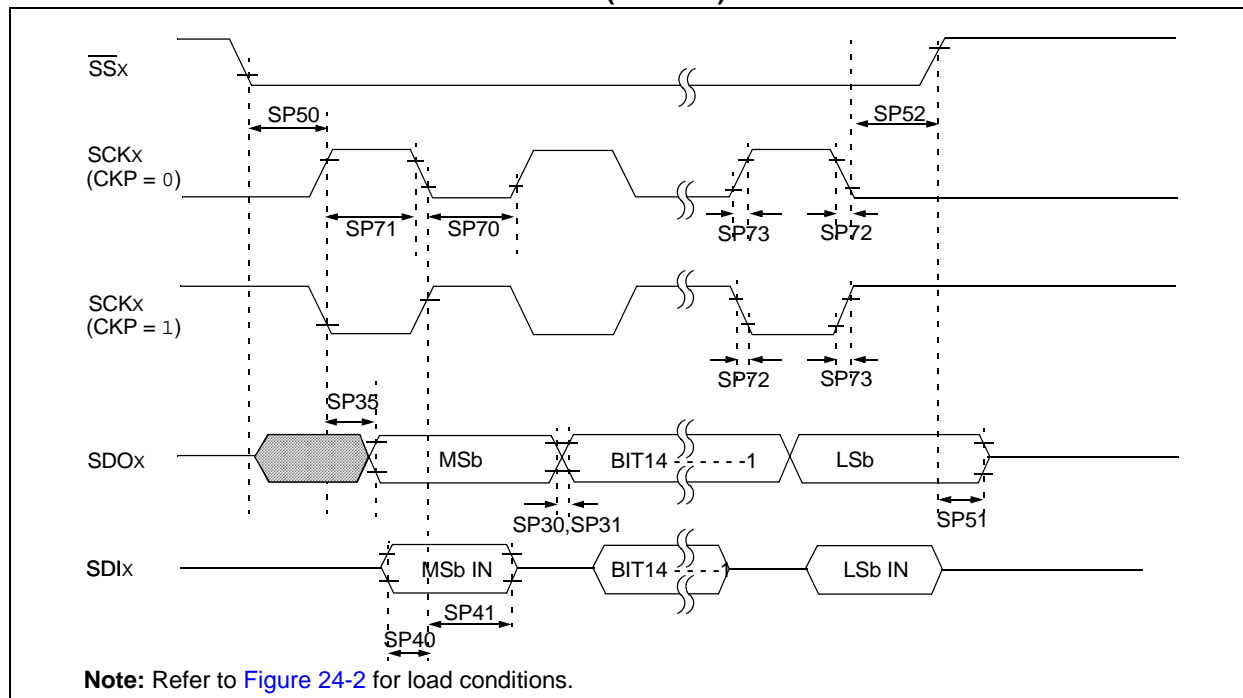 SSX
SP50
SP52
SCKX
(CKP = 0)
SP71
SP70
SP73
SP72
SCKX
(CKP = 1)
SP72
SP73
SP35
SDOX
MSb
BIT14 - - - - - -1
LSb
SP30,SP31
SP51
SDIX
MSb IN
BIT14 - - - - -1
LSb IN
SP41
SP40
Note: Refer to Figure 24-2 for load conditions.